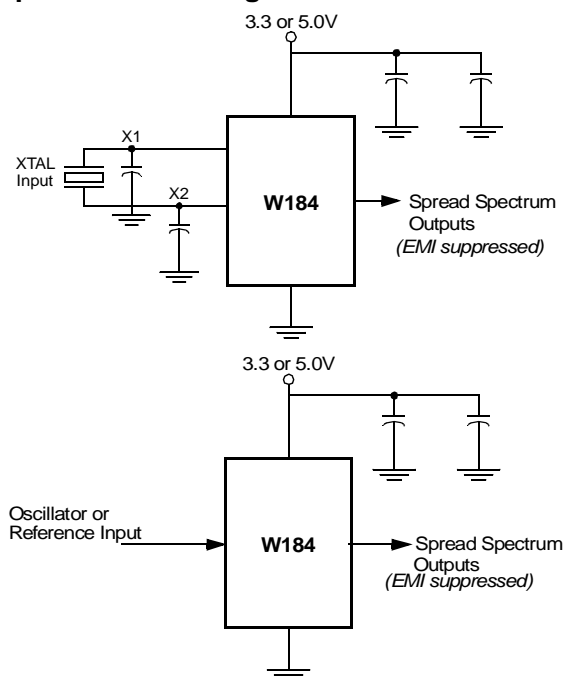 3.3 or 5.0V
X1
XTAL
Input
X2
W184
Spread Spectrum
Outputs
(EMI suppressed)
3.3 or 5.0V
Oscillator or
Reference Input
W184
Spread Spectrum
Outputs
(EMI suppressed)